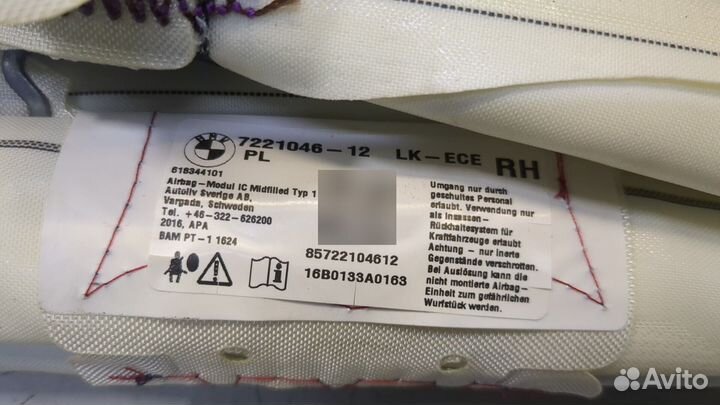 BMW
7221046-12 LK-ECE RH
PL
618344101
Airbag-Modul IC Midfilled Typ 1
Autoliv Sverige AB,
Vargada, Schweden
Tel. +46-322-626200
2016, APA
BAM PT-1 1624
85722104612
16B0133A0163
Umgang nur durch
geschultes Personal
erlaubt. Verwendung nur
als Insassen-
Rückhaltesystem für
Kraftfahrzeuge erlaubt
Achtung - nur inerte
Gegenstände verschrotten.
Bei Auslösung kann die
nicht montierte Airbag-
Einheit zum gefährlichen
Wurfstück werden.
Avito